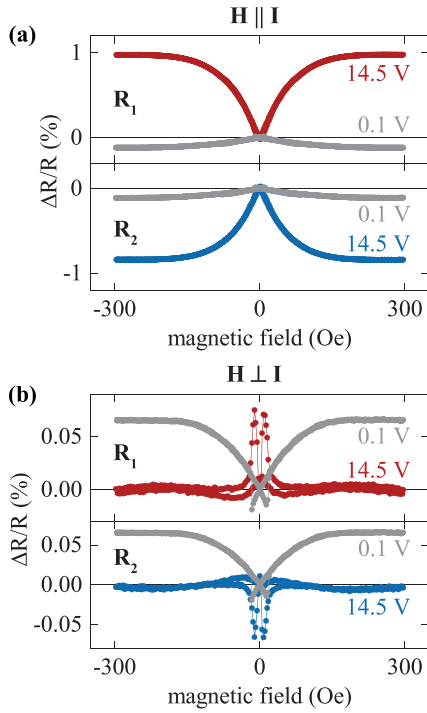 H ∥ I
(a)
1
14.5 V
R1
0.1 V
0
ΔR/R (%)
0
0.1 V
R2
14.5 V
-1
-300 0 300
magnetic field (Oe)
H ⊥ I
(b)
0.05
0.1 V
R1
14.5 V
0.00
ΔR/R (%)
0.05
0.1 V
R2
0.00
14.5 V
-0.05
-300 0 300
magnetic field (Oe)